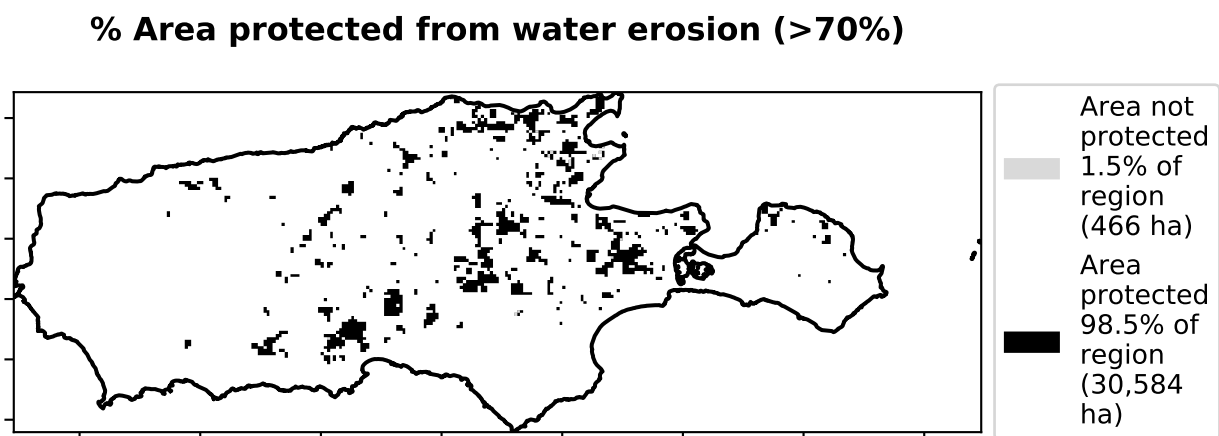 % Area protected from water erosion (>70%)
Area not
protected
1.5% of
region
(466 ha)
Area
protected
98.5% of
region
(30,584
ha)